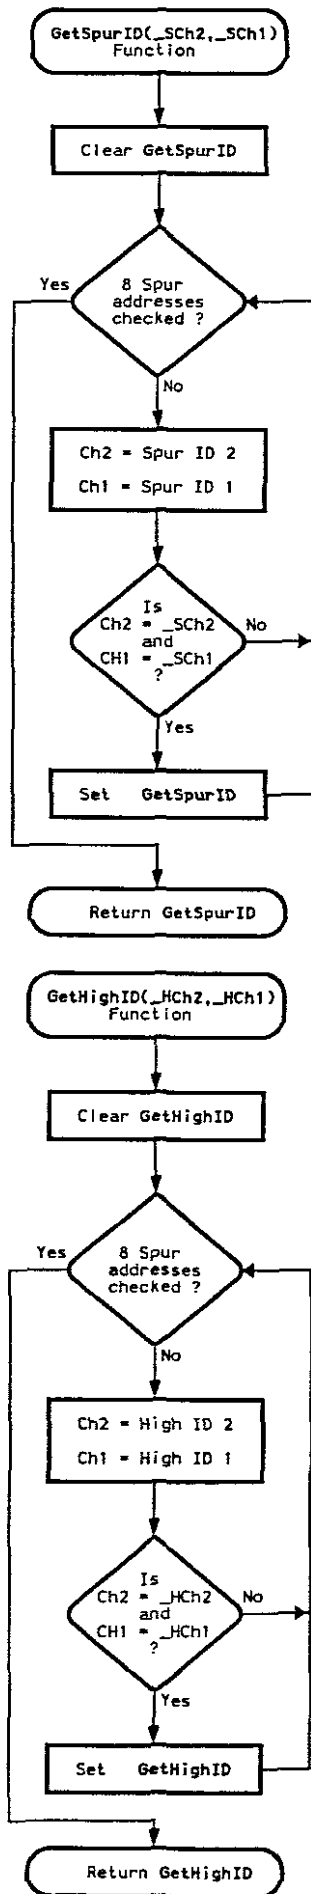 GetSpurID(_SCh2,_SCh1)
Function
Clear GetSpurID
Yes
8 Spur
addresses
checked ?
No
Ch2 = Spur ID 2
Ch1 = Spur ID 1
Is
Ch2 = _SCh2
and
CH1 = _SCh1
?
No
Yes
Set GetSpurID
Return GetSpurID
GetHighID(_HCh2,_HCh1)
Function
Clear GetHighID
Yes
8 Spur
addresses
checked ?
No
Ch2 = High ID 2
Ch1 = High ID 1
Is
Ch2 = _HCh2
and
CH1 = _HCh1
?
No
Yes
Set GetHighID
Return GetHighID